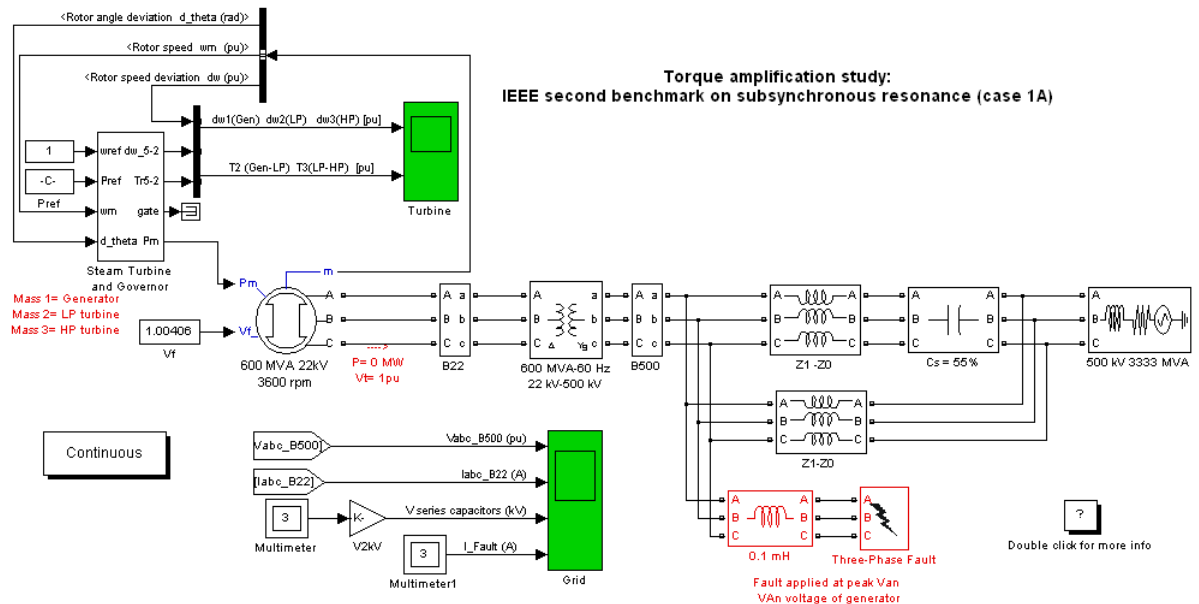 <Rotor angle deviation d_theta (rad)>
<Rotor speed wm (pu)>
<Rotor speed deviation dw (pu)>
Torque amplification study:
IEEE second benchmark on subsynchronous resonance (case 1A)
dw1(Gen) dw2(LP) dw3(HP) [pu]
T2 (Gen-LP) T3(LP-HP) [pu]
Turbine
1
-C-
Pref
wref dw_5-2
Pref Tr5-2
wm gate
d_theta Pm
Steam Turbine
and Governor
Mass 1= Generator
Mass 2= LP turbine
Mass 3= HP turbine
1.00406
Vf
Pm
Vf_
m
A
B
C
600 MVA 22kV
3600 rpm
P= 0 MW
Vt= 1pu
A a
B b
C c
B22
A a
B b
C c
Δ Yg
600 MVA-60 Hz
22 kV-500 kV
A a
B b
C c
B500
A A
B B
C C
Z1 -Z0
A A
B B
C C
Cs = 55%
A
B
C
500 kV 3333 MVA
A A
B B
C C
Z1-Z0
A A
B B
C C
0.1 mH
A
B
C
Three-Phase Fault
Fault applied at peak Van
VAn voltage of generator
Continuous
Vabc_B500]
[Iabc_B22]
3
Multimeter
K-
V2kV
3
Multimeter1
Vabc_B500 (pu)
Iabc_B22 (A)
V series capacitors (kV)
I_Fault (A)
Grid
?
Double click for more info